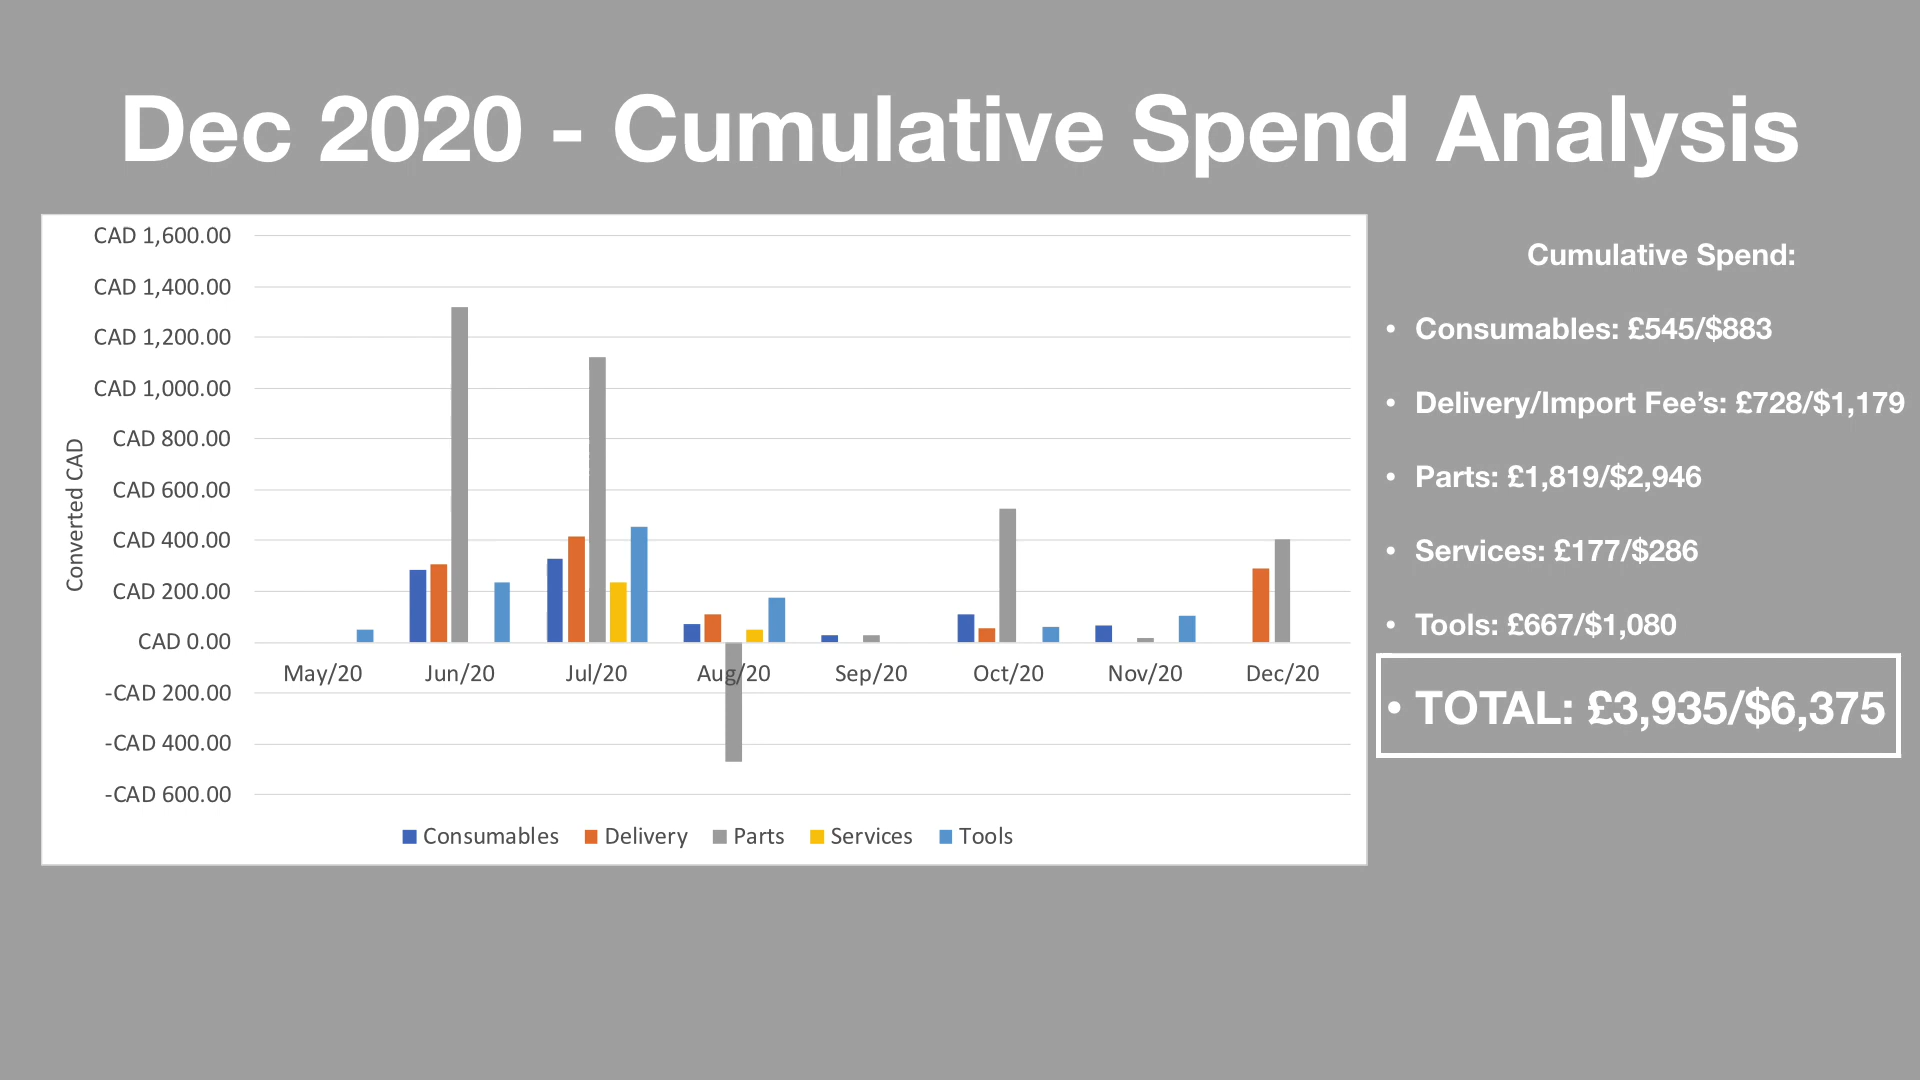 Dec 2020 - Cumulative Spend Analysis
CAD 1,600.00
CAD 1,400.00
CAD 1,200.00
CAD 1,000.00
CAD 800.00
CAD 600.00
CAD 400.00
CAD 200.00
CAD 0.00
-CAD 200.00
-CAD 400.00
-CAD 600.00
Converted CAD
May/20 Jun/20 Jul/20 Aug/20 Sep/20 Oct/20 Nov/20 Dec/20
Consumables Delivery Parts Services Tools
Cumulative Spend:
• Consumables: £545/$883
• Delivery/Import Fee’s: £728/$1,179
• Parts: £1,819/$2,946
• Services: £177/$286
• Tools: £667/$1,080
• TOTAL: £3,935/$6,375